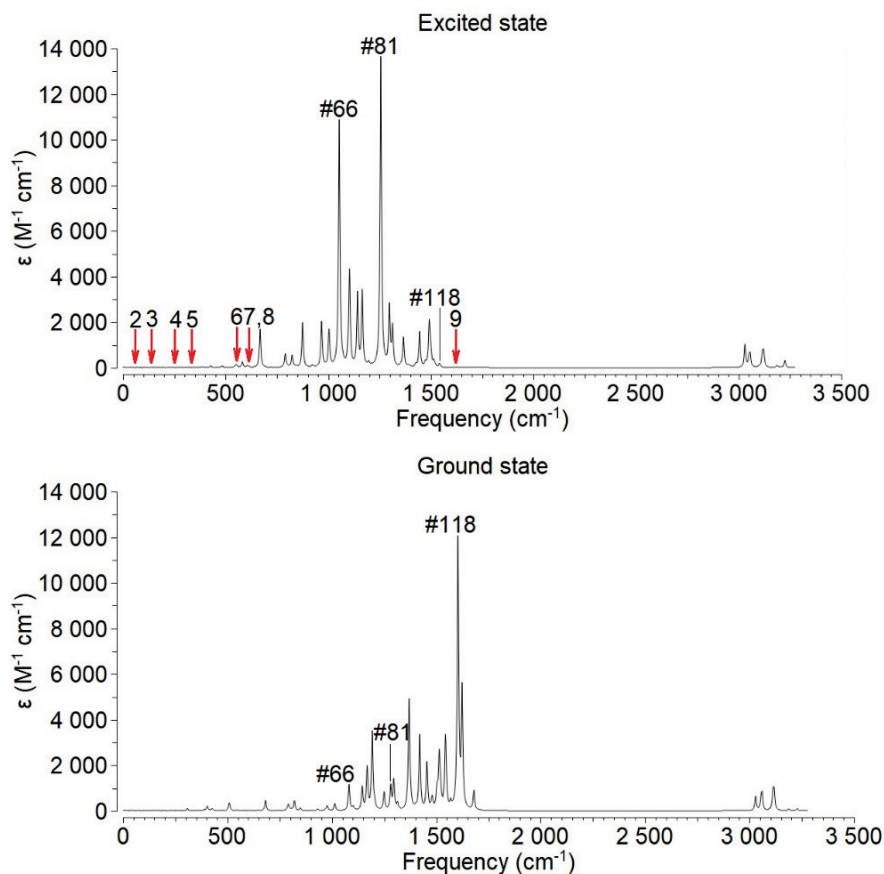 Excited state
14 000
12 000
10 000
8 000
6 000
4 000
2 000
0
ε (M-1 cm-1)
#81
#66
#118
2 3 4 5 67,8 9
0 500 1 000 1 500 2 000 2 500 3 000 3 500
Frequency (cm-1)
Ground state
14 000
12 000
10 000
8 000
6 000
4 000
2 000
0
ε (M-1 cm-1)
#118
#81
#66
0 500 1 000 1 500 2 000 2 500 3 000 3 500
Frequency (cm-1)